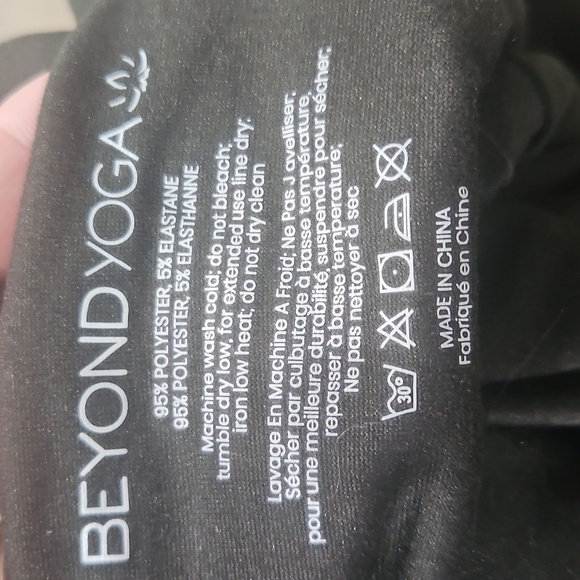 BEYOND YOGA
95% POLYESTER, 5% ELASTANE
95% POLYESTER, 5% ELASTHANNE
Machine wash cold; do not bleach;
tumble dry low, for extended use line dry;
iron low heat; do not dry clean
Lavage En Machine A Froid; Ne Pas J avelliser;
Sécher par culbutage à basse température,
pour une meilleure durabilité, suspendre pour sécher;
repasser à basse température;
Ne pas nettoyer à sec
30°
MADE IN CHINA
Fabriqué en Chine